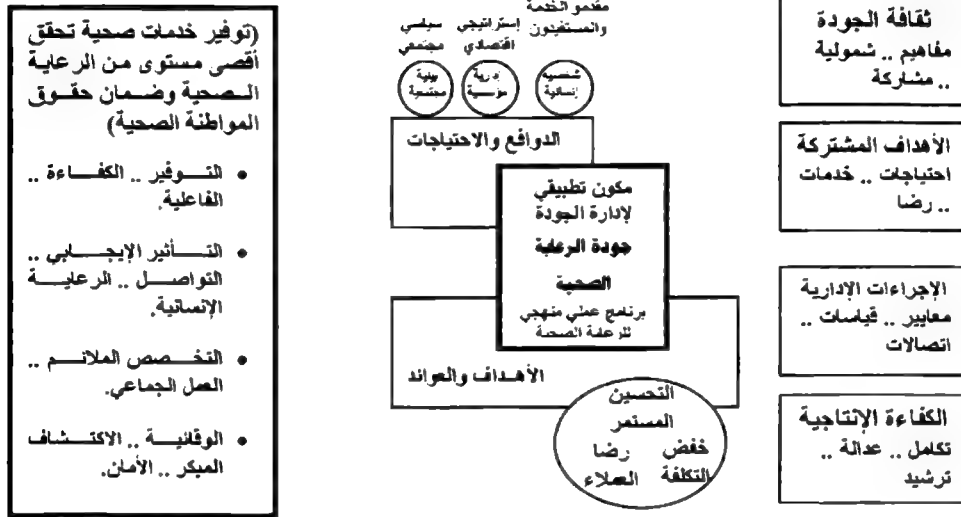 ثقافة الجودة
مفاهيم .. شمولية
.. مشاركة
الأهداف المشتركة
احتياجات .. خدمات
.. رضا
الإجراءات الإدارية
معايير .. قياسات ..
اتصالات
الكفاءة الإنتاجية
تكامل .. عدالة ..
ترشيد
مقدمو الخدمة
والمستفيدون
إستراتيجي
اقتصادي
سياسي
مجتمعي
شخصية
إنسانية
إدارية
مؤسسية
بيئية
مجتمعية
الدوافع والاحتياجات
مكون تطبيقي
لإدارة الجودة
جودة الرعاية
الصحية
برنامج عملي منهجي
للرعاية الصحية
الأهداف والعوائد
التحسين
المستمر
خفض
التكلفة
رضا
العملاء
(توفير خدمات صحية تحقق
أقصى مستوى من الرعاية
الصحية وضمان حقوق
المواطنة الصحية)
• التوفير .. الكفاءة ..
الفاعلية.
• التأثير الإيجابي ..
التواصل .. الرعاية
الإنسانية.
• التخصص الملائم ..
العمل الجماعي.
• الوقائية .. الاكتشاف
المبكر .. الأمان.